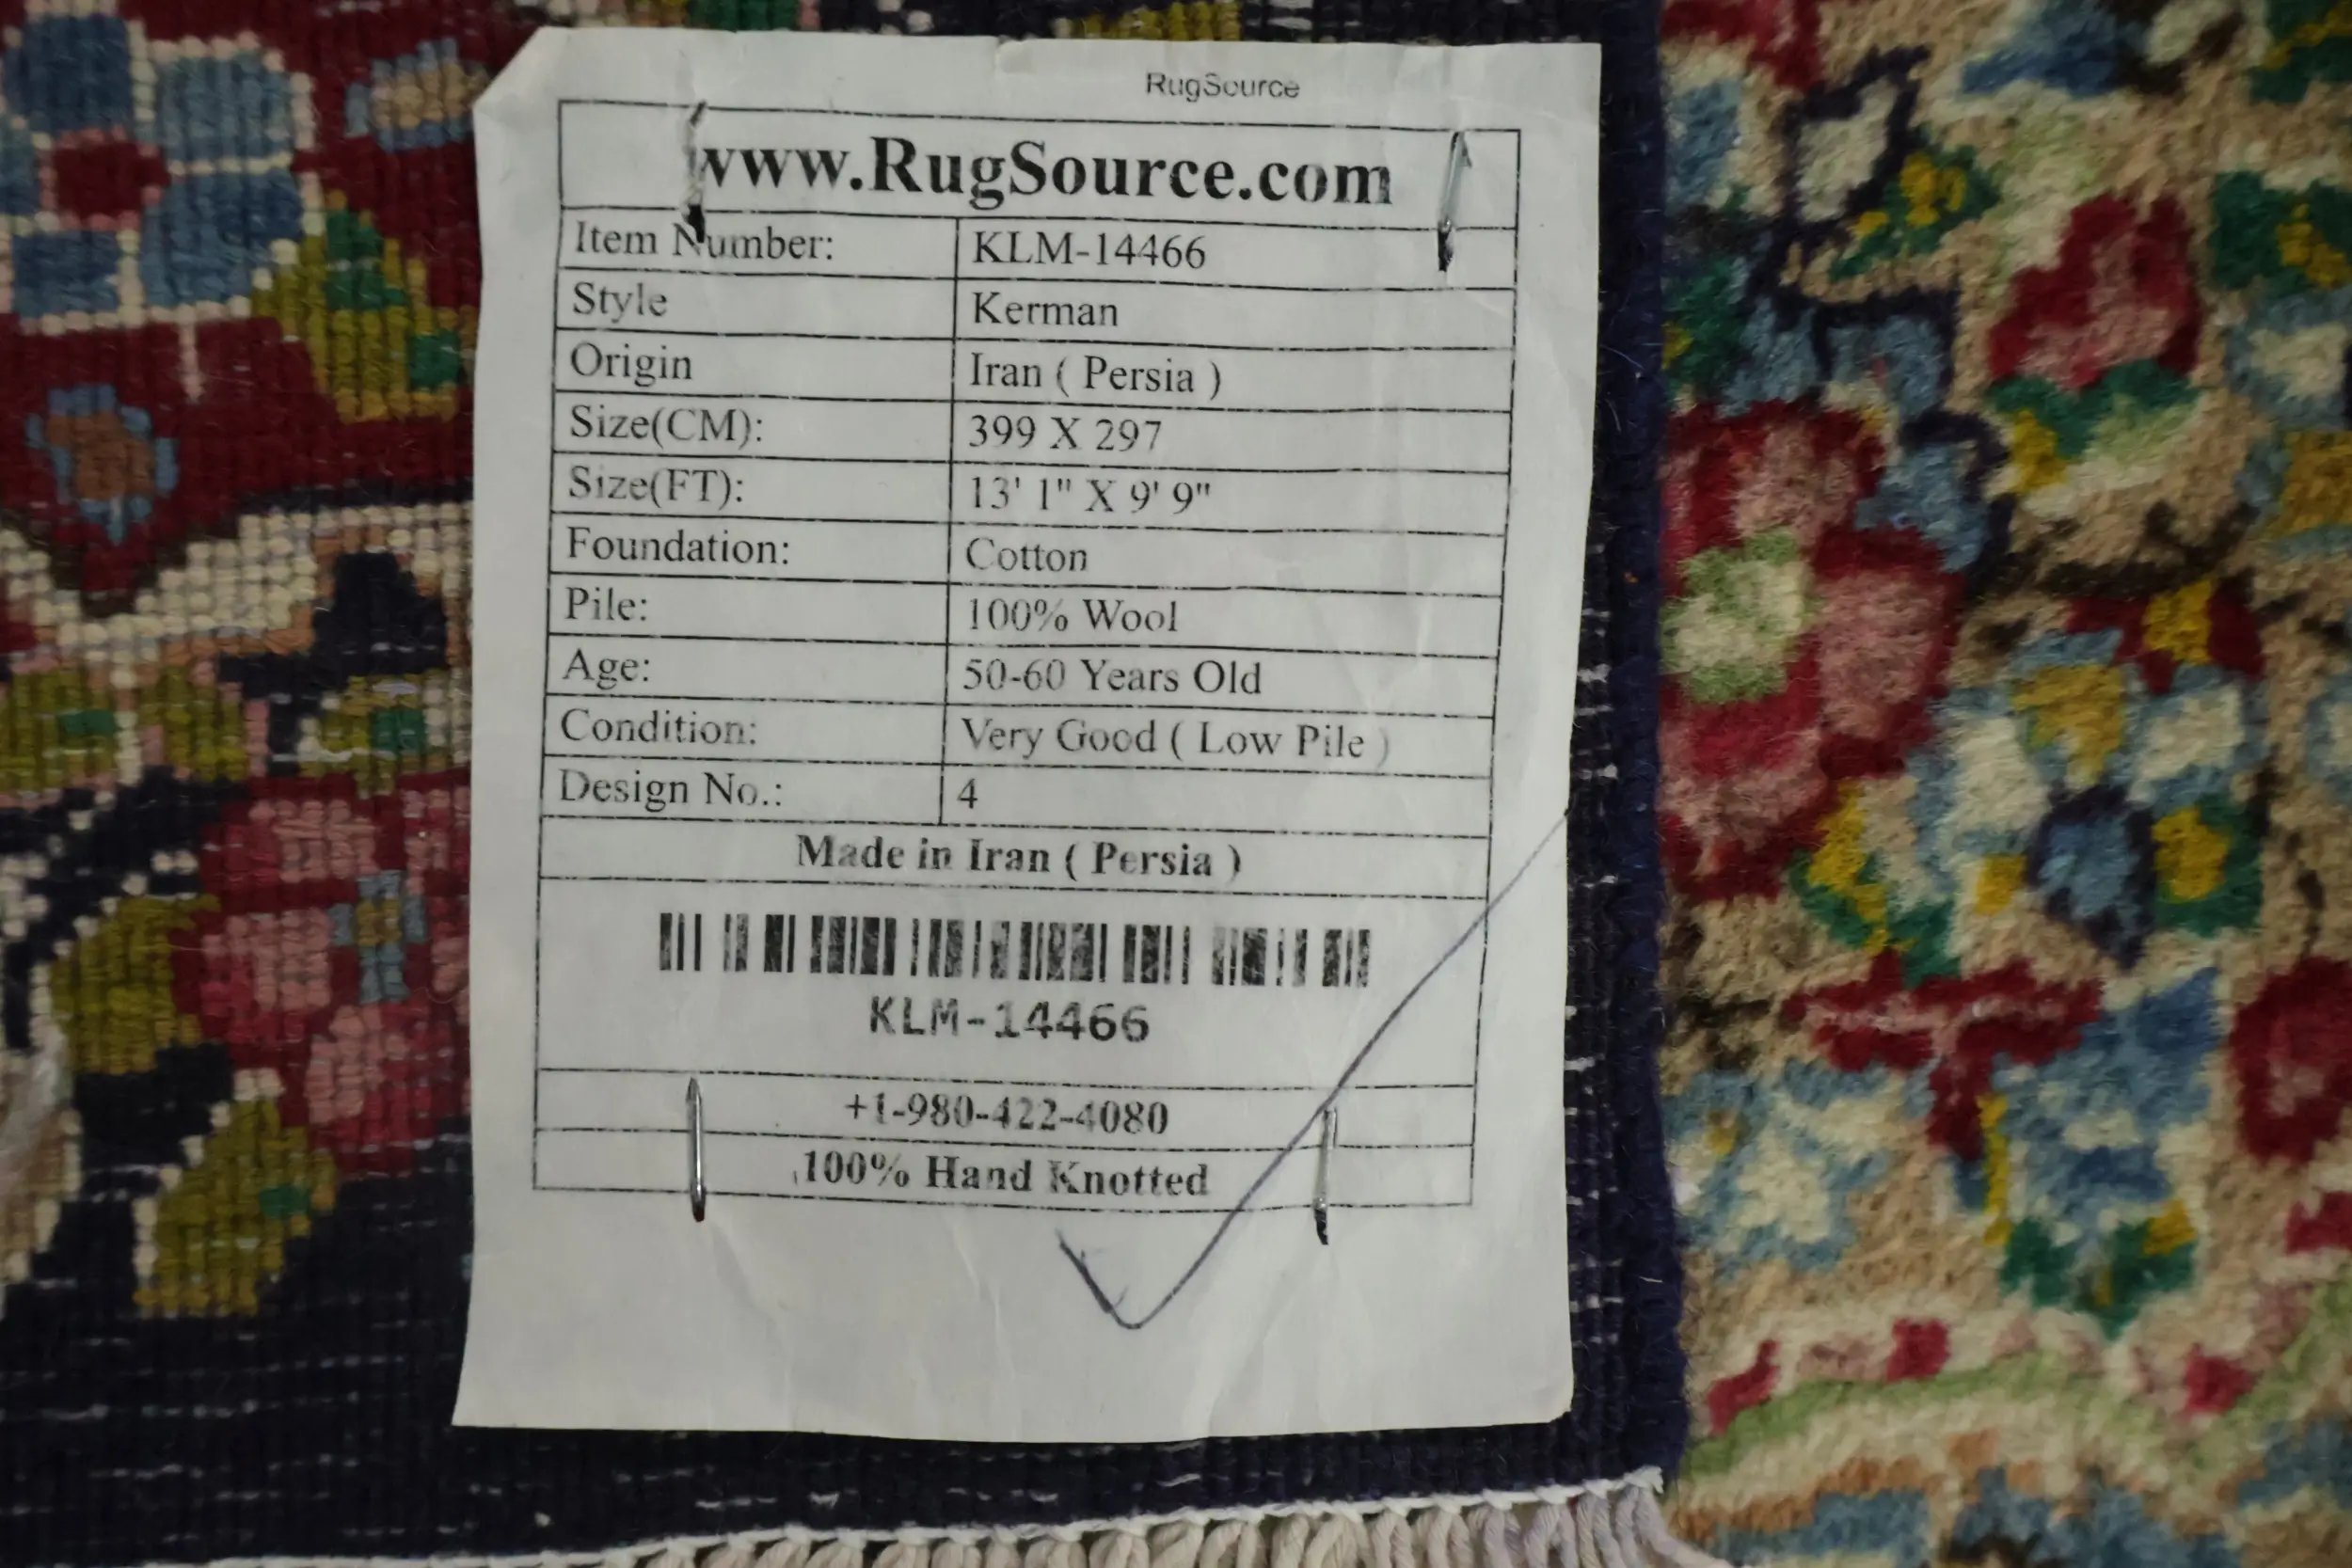 RugSource
www.RugSource.com
Item Number: KLM-14466
Style Kerman
Origin Iran ( Persia )
Size(CM): 399 X 297
Size(FT): 13' 1" X 9' 9"
Foundation: Cotton
Pile: 100% Wool
Age: 50-60 Years Old
Condition: Very Good ( Low Pile )
Design No.: 4
Made in Iran ( Persia )
KLM-14466
+1-980-422-4080
100% Hand Knotted